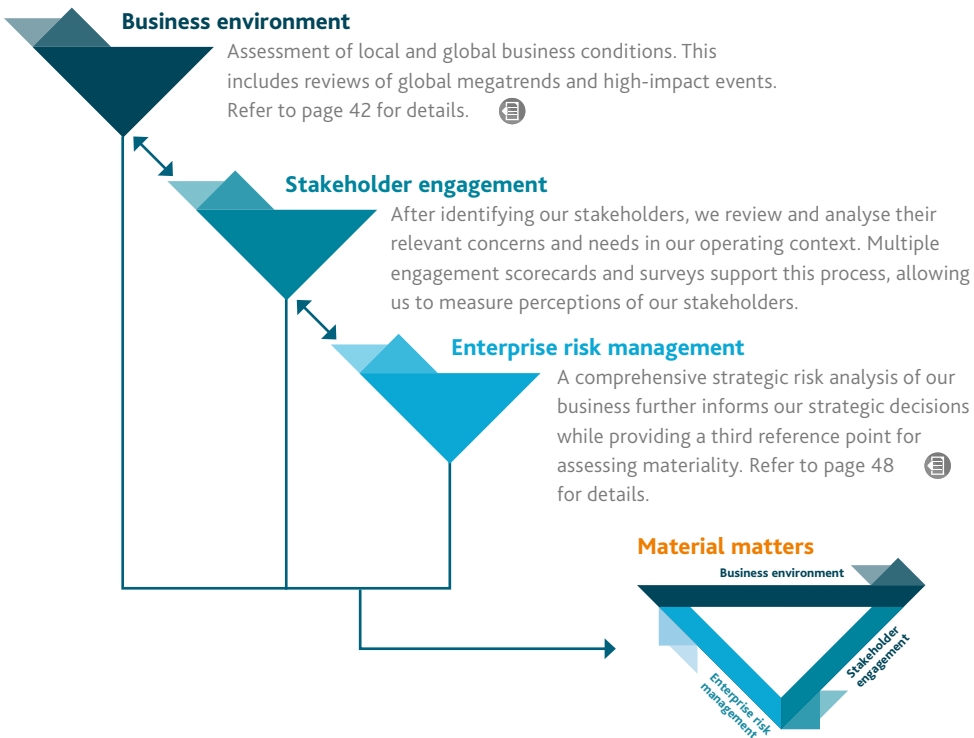 Business environment
Assessment of local and global business conditions. This
includes reviews of global megatrends and high-impact events.
Refer to page 42 for details.
Stakeholder engagement
After identifying our stakeholders, we review and analyse their
relevant concerns and needs in our operating context. Multiple
engagement scorecards and surveys support this process, allowing
us to measure perceptions of our stakeholders.
Enterprise risk management
A comprehensive strategic risk analysis of our
business further informs our strategic decisions
while providing a third reference point for
assessing materiality. Refer to page 48
for details.
Material matters
Business environment
Stakeholder
engagement
Enterprise risk
management